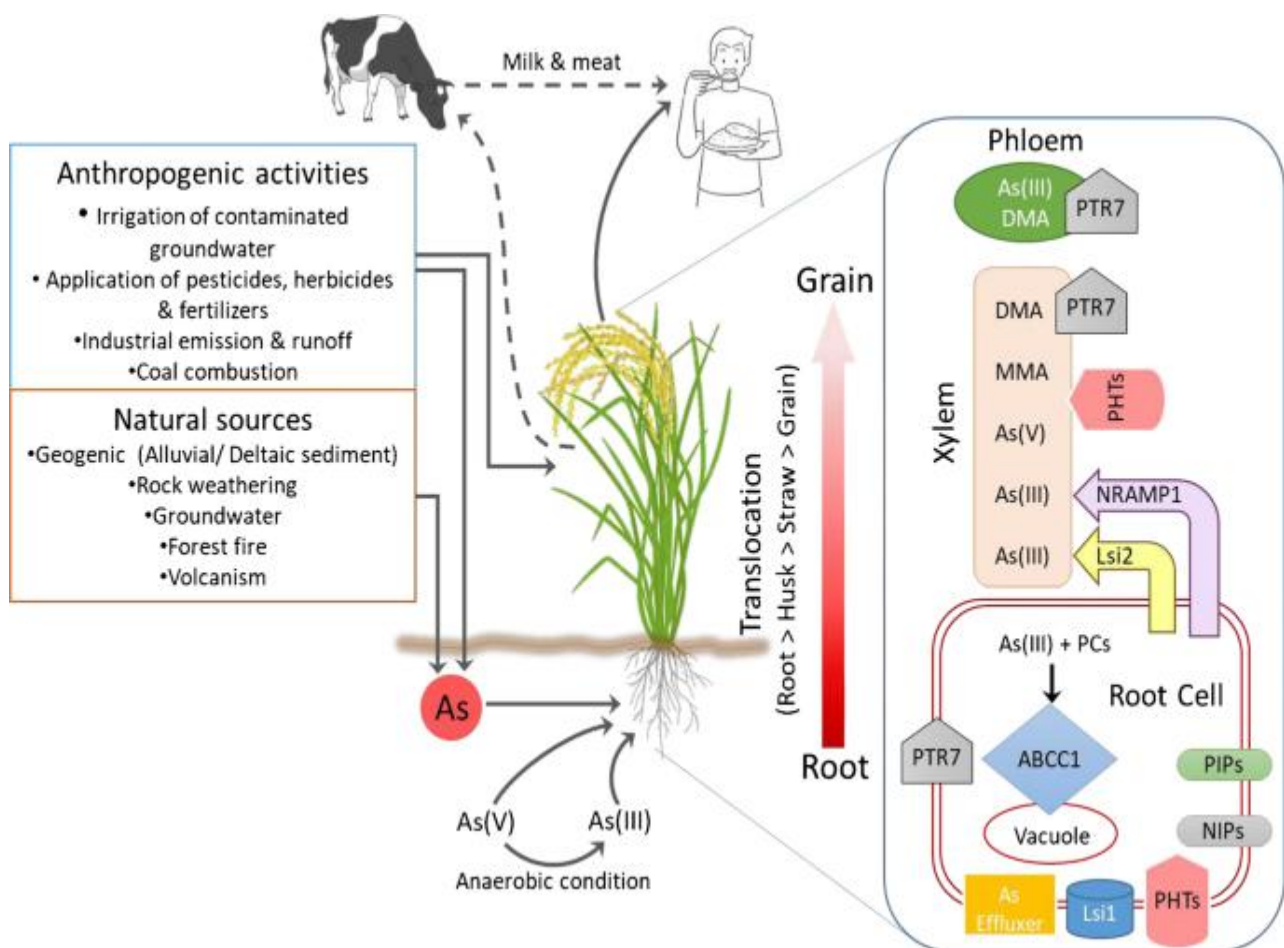 Milk & meat
Anthropogenic activities
• Irrigation of contaminated
groundwater
•Application of pesticides, herbicides
& fertilizers
•Industrial emission & runoff
•Coal combustion
Natural sources
•Geogenic (Alluvial/ Deltaic sediment)
•Rock weathering
•Groundwater
•Forest fire
•Volcanism
As
As(V)
As(III)
Anaerobic condition
Grain
Translocation
(Root > Husk > Straw > Grain)
Root
Phloem
As(III)
DMA
PTR7
Xylem
DMA
PTR7
MMA
PHTs
As(V)
As(III)
NRAMP1
As(III)
Lsi2
As(III) + PCs
Root Cell
PTR7
ABCC1
Vacuole
PIPs
NIPs
As
Effluxer
Lsi1
PHTs